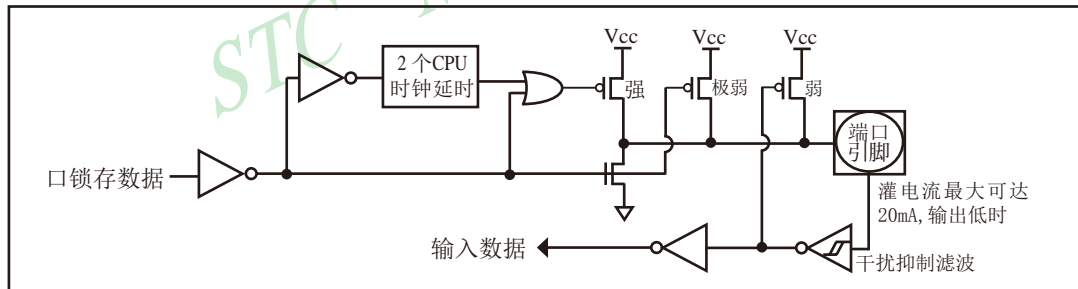 STC
Vcc
Vcc
Vcc
2个CPU
时钟延时
强
极弱
弱
端口
引脚
口锁存数据
灌电流最大可达
20mA,输出低时
输入数据
干扰抑制滤波